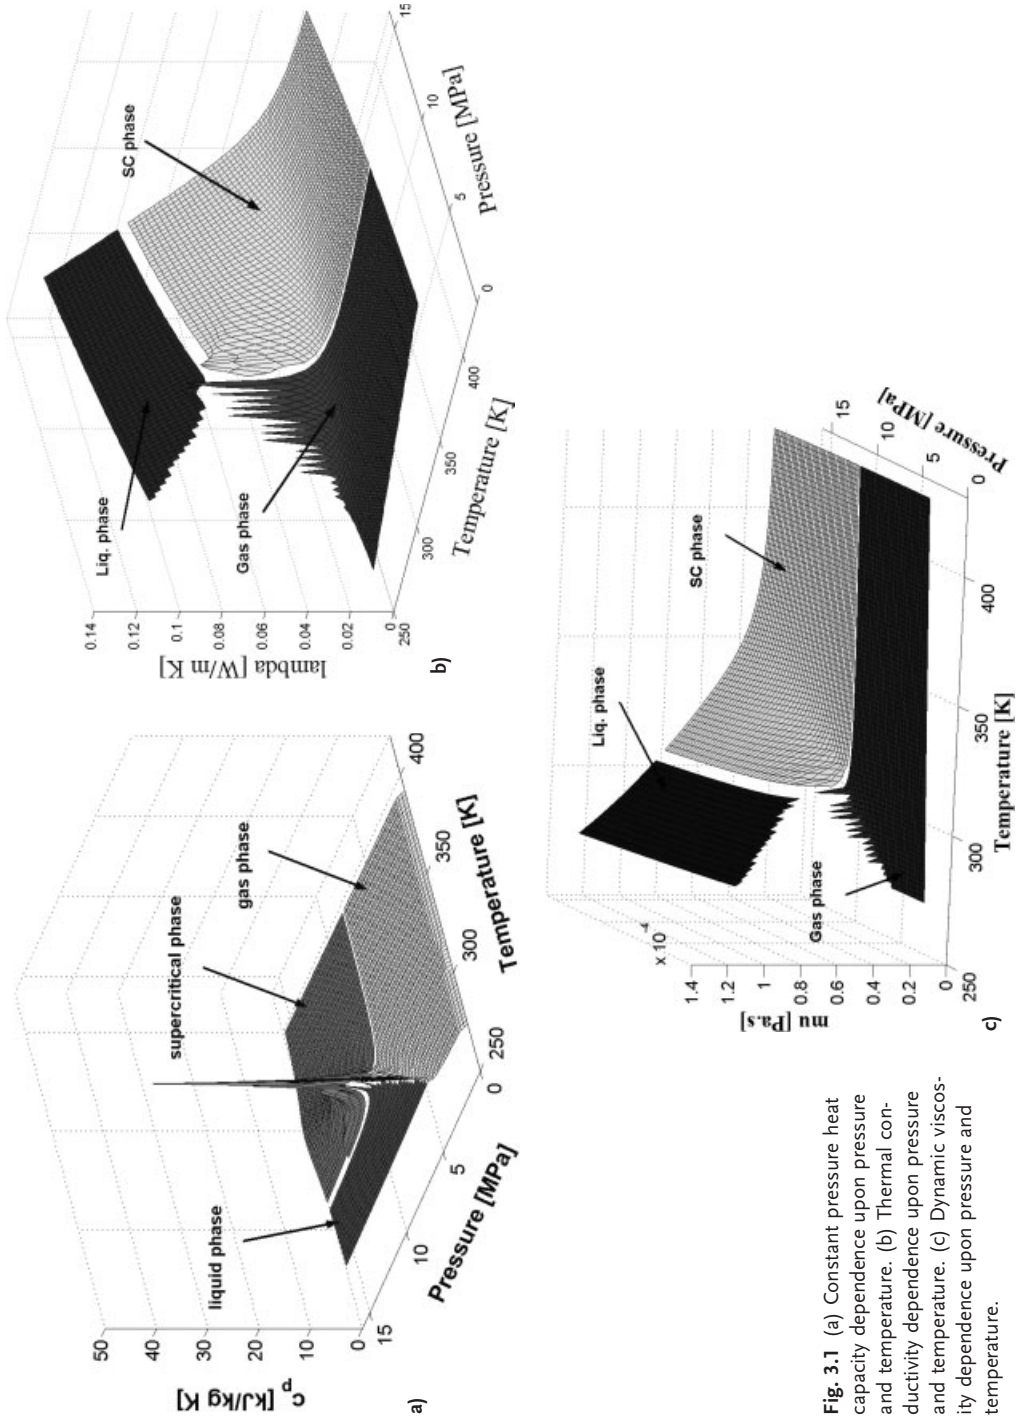 50
40
30
20
10
0
c p [kJ/kg K]
liquid phase
supercritical phase
gas phase
15
10
5
0
Pressure [MPa]
250
300
350
400
Temperature [K]
a)
0.14
0.12
0.1
0.08
0.06
0.04
0.02
0
lambda [W/m K]
Liq. phase
Gas phase
SC phase
250
300
350
400
Temperature [K]
0
5
10
15
Pressure [MPa]
b)
x 10 -4
1.4
1.2
1
0.8
0.6
0.4
0.2
0
mu [Pa.s]
Gas phase
Liq. phase
SC phase
250
300
350
400
Temperature [K]
0
5
10
15
Pressure [MPa]
c)
Fig. 3.1 (a) Constant pressure heat
capacity dependence upon pressure
and temperature. (b) Thermal con-
ductivity dependence upon pressure
and temperature. (c) Dynamic viscos-
ity dependence upon pressure and
temperature.